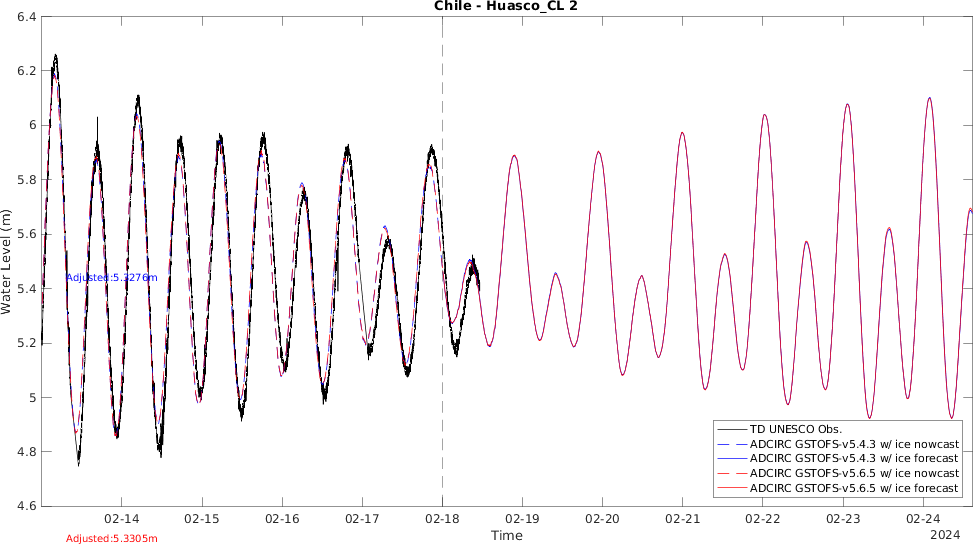 Chile - Huasco_CL 2
6.4
6.2
6
5.8
5.6
5.4
5.2
5
4.8
4.6
Water Level (m)
Adjusted:5.3276m
TD UNESCO Obs.
ADCIRC GSTOFS-v5.4.3 w/ ice nowcast
ADCIRC GSTOFS-v5.4.3 w/ ice forecast
ADCIRC GSTOFS-v5.6.5 w/ ice nowcast
ADCIRC GSTOFS-v5.6.5 w/ ice forecast
02-14 02-15 02-16 02-17 02-18 02-19 02-20 02-21 02-22 02-23 02-24
Time
2024
Adjusted:5.3305m